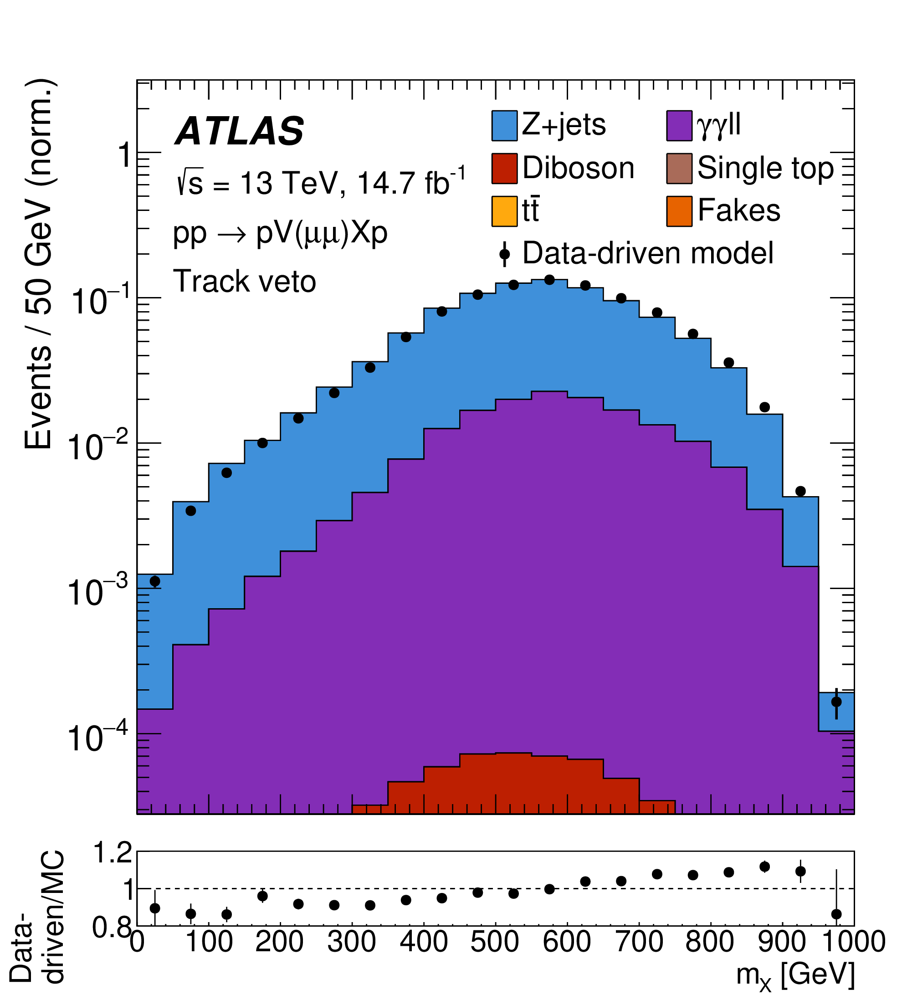 ATLAS
√s = 13 TeV, 14.7 fb⁻¹
pp → pV(μμ)Xp
Track veto
Z+jets
γγll
Diboson
Single top
tt̄
Fakes
Data-driven model
Events / 50 GeV (norm.)
1
10⁻¹
10⁻²
10⁻³
10⁻⁴
Data-
driven/MC
1.2
1
0.8
0 100 200 300 400 500 600 700 800 900 1000
m_X [GeV]